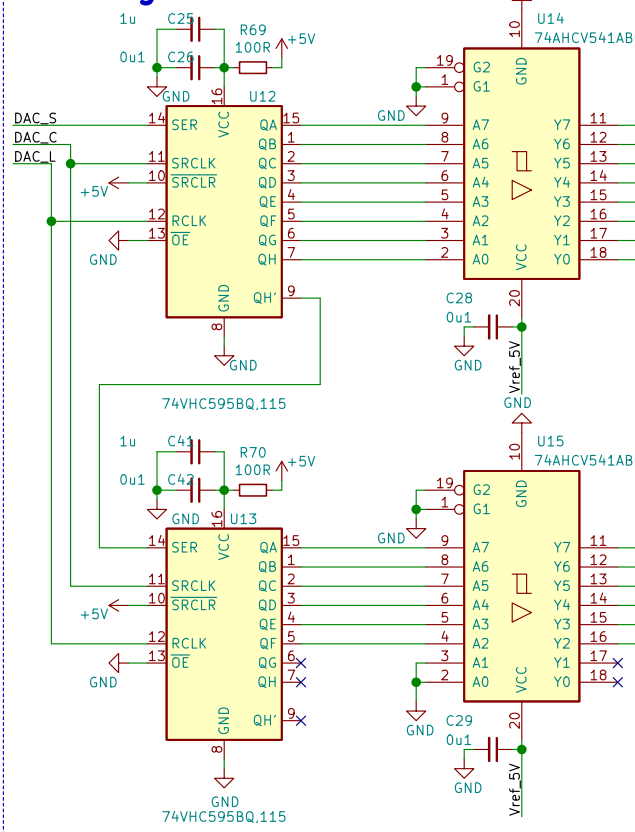 1u C25
0u1 C26
R69
100R
+5V
GND
16
U12
VCC
DAC_S
DAC_C
DAC_L
14 SER
11 SRCLK
+5V 10 SRCLR
12 RCLK
13 OE
GND
QA 15
QB 1
QC 2
QD 3
QE 4
QF 5
QG 6
QH 7
QH' 9
GND
8
GND
74VHC595BQ,115
U14
74AHCV541AB
10
GND
19 G2
1 G1
GND
9 A7
8 A6
7 A5
6 A4
5 A3
4 A2
3 A1
2 A0
Y7 11
Y6 12
Y5 13
Y4 14
Y3 15
Y2 16
Y1 17
Y0 18
VCC
20
C28
0u1
GND
Vref_5V
1u C41
0u1 C42
R70
100R
+5V
GND
16
U13
VCC
14 SER
11 SRCLK
+5V 10 SRCLR
12 RCLK
13 OE
GND
QA 15
QB 1
QC 2
QD 3
QE 4
QF 5
QG 6
QH 7
QH' 9
GND
8
GND
74VHC595BQ,115
GND
U15
74AHCV541AB
10
GND
19 G2
1 G1
GND
9 A7
8 A6
7 A5
6 A4
5 A3
4 A2
3 A1
2 A0
GND
Y7 11
Y6 12
Y5 13
Y4 14
Y3 15
Y2 16
Y1 17
Y0 18
VCC
20
C29
0u1
GND
Vref_5V